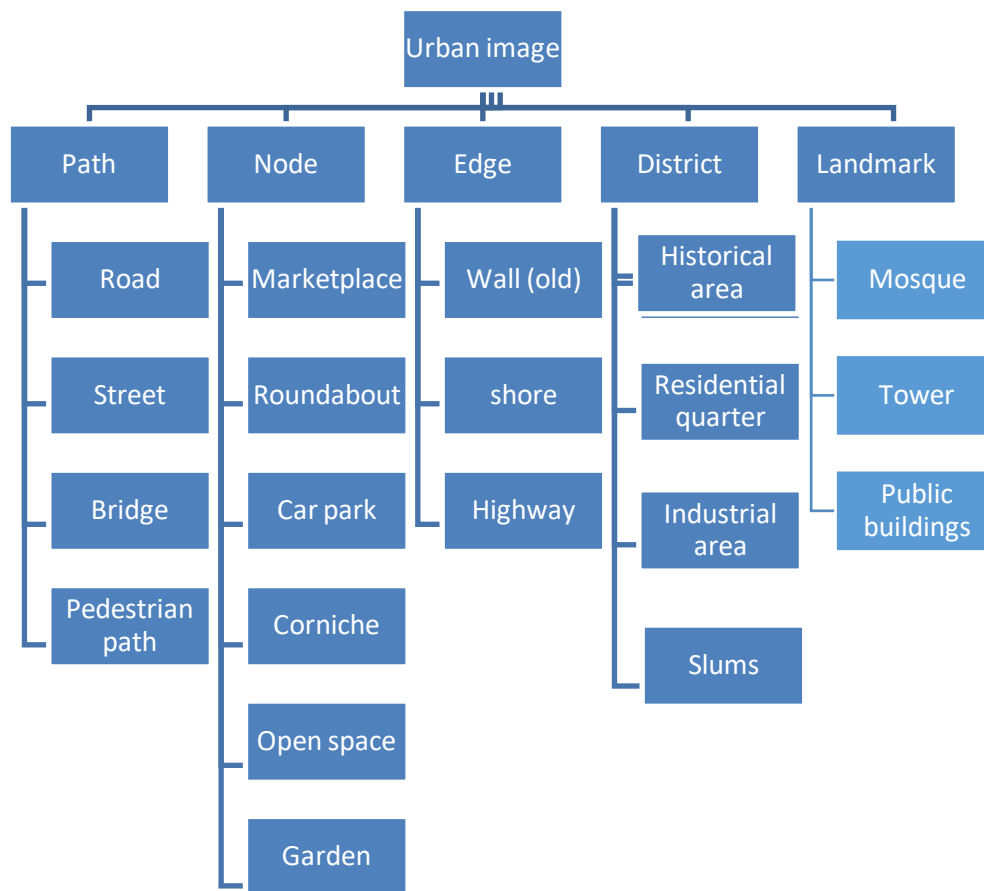 Urban image
Path
Node
Edge
District
Landmark
Road
Marketplace
Wall (old)
Historical
area
Mosque
Street
Roundabout
shore
Residential
quarter
Tower
Bridge
Car park
Highway
Industrial
area
Public
buildings
Pedestrian
path
Corniche
Slums
Open space
Garden